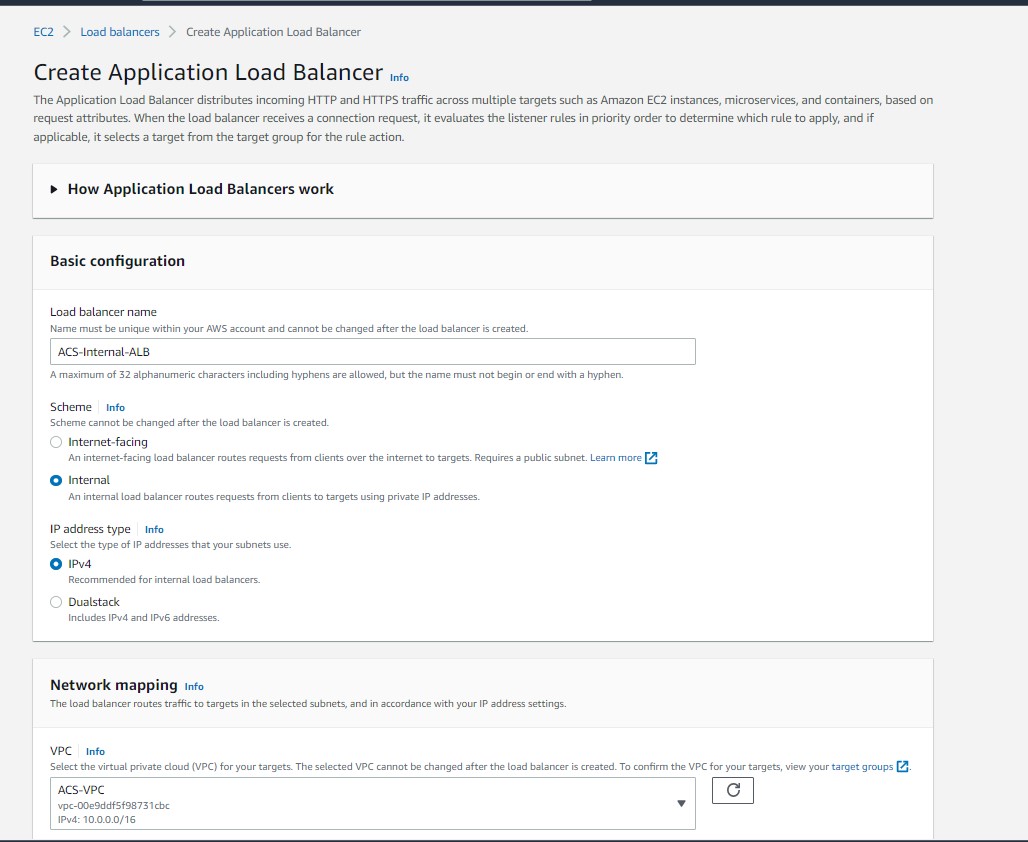 EC2 > Load balancers > Create Application Load Balancer
Create Application Load Balancer Info
The Application Load Balancer distributes incoming HTTP and HTTPS traffic across multiple targets such as Amazon EC2 instances, microservices, and containers, based on
request attributes. When the load balancer receives a connection request, it evaluates the listener rules in priority order to determine which rule to apply, and if
applicable, it selects a target from the target group for the rule action.
How Application Load Balancers work
Basic configuration
Load balancer name
Name must be unique within your AWS account and cannot be changed after the load balancer is created.
ACS-Internal-ALB
A maximum of 32 alphanumeric characters including hyphens are allowed, but the name must not begin or end with a hyphen.
Scheme Info
Scheme cannot be changed after the load balancer is created.
Internet-facing
An internet-facing load balancer routes requests from clients over the internet to targets. Requires a public subnet. Learn more
Internal
An internal load balancer routes requests from clients to targets using private IP addresses.
IP address type Info
Select the type of IP addresses that your subnets use.
IPv4
Recommended for internal load balancers.
Dualstack
Includes IPv4 and IPv6 addresses.
Network mapping Info
The load balancer routes traffic to targets in the selected subnets, and in accordance with your IP address settings.
VPC Info
Select the virtual private cloud (VPC) for your targets. The selected VPC cannot be changed after the load balancer is created. To confirm the VPC for your targets, view your target groups.
ACS-VPC
vpc-00e9ddf5f98731cbc
IPv4: 10.0.0.0/16